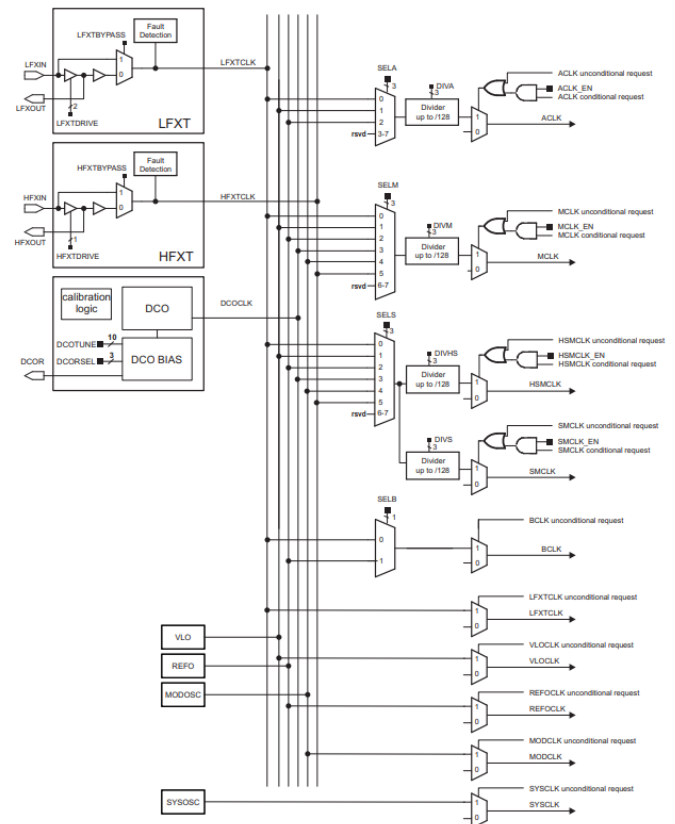 Fault
Detection
LFXTBYPASS
LFXIN
1
0
LFXTCLK
LFXOUT
2
LFXTDRIVE
LFXT
Fault
Detection
HFXTBYPASS
HFXIN
1
0
HFXTCLK
HFXOUT
1
HFXTDRIVE
HFXT
calibration
logic
DCO
DCOCLK
DCOTUNE
10
DCORSEL
3
DCO BIAS
DCOR
SELA
3
0
1
2
rsvd
3-7
DIVA
3
Divider
up to /128
1
0
ACLK unconditional request
ACLK_EN
ACLK conditional request
ACLK
SELM
3
0
1
2
3
4
5
rsvd
6-7
DIVM
3
Divider
up to /128
1
0
MCLK unconditional request
MCLK_EN
MCLK conditional request
MCLK
SELS
3
0
1
2
3
4
5
rsvd
6-7
DIVHS
3
Divider
up to /128
1
0
HSMCLK unconditional request
HSMCLK_EN
HSMCLK conditional request
HSMCLK
DIVS
3
Divider
up to /128
1
0
SMCLK unconditional request
SMCLK_EN
SMCLK conditional request
SMCLK
SELB
1
0
1
1
0
BCLK unconditional request
BCLK
1
0
LFXTCLK unconditional request
LFXTCLK
VLO
1
0
VLOCLK unconditional request
VLOCLK
REFO
1
0
REFOCLK unconditional request
REFOCLK
MODOSC
1
0
MODCLK unconditional request
MODCLK
SYSOSC
1
0
SYSCLK unconditional request
SYSCLK